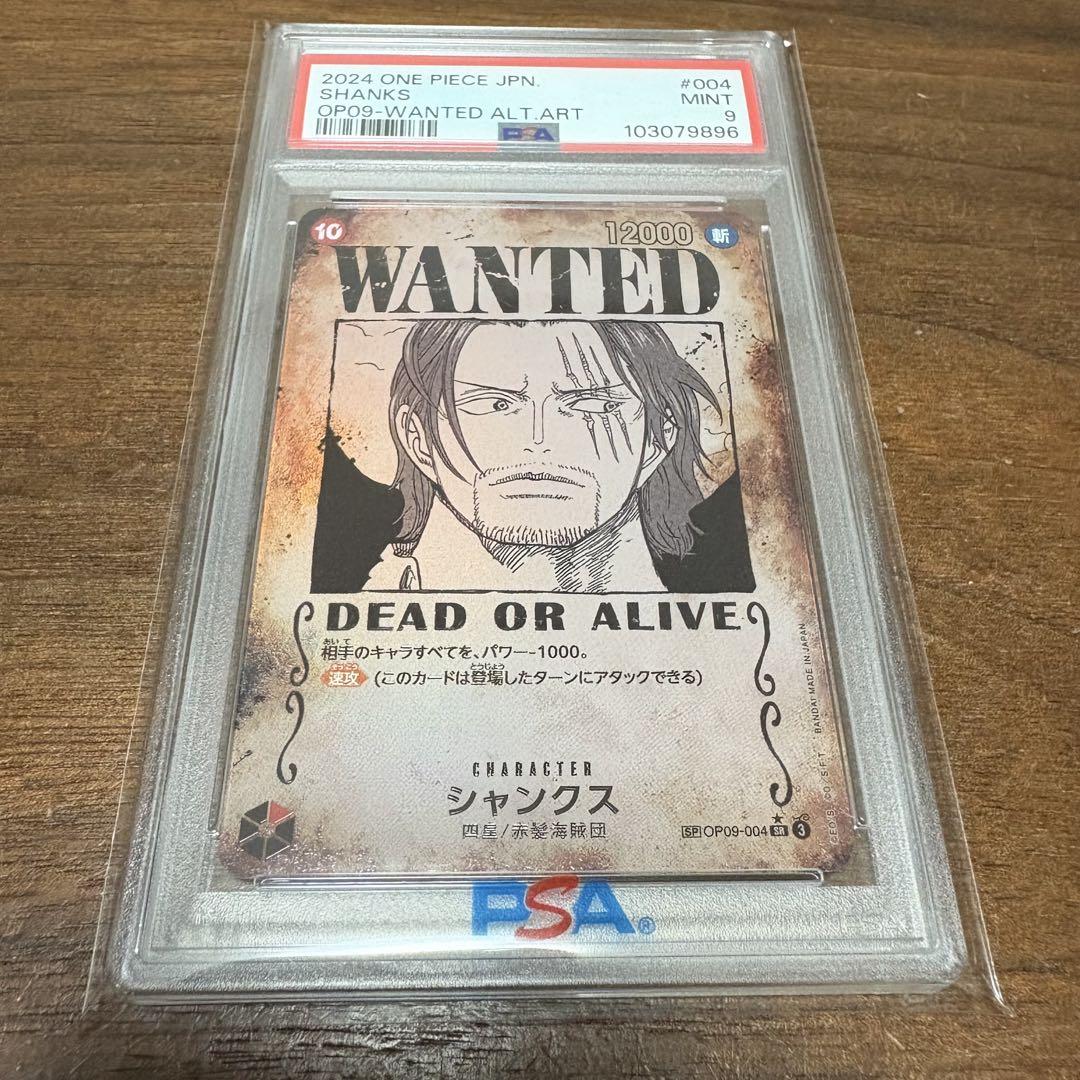 2024 ONE PIECE JPN. #004
SHANKS MINT
OP09-WANTED ALT.ART 9
PSA 103079896
10 12000 斬
WANTED
DEAD OR ALIVE
相手のキャラすべてを、パワー-1000。
速攻 (このカードは登場したターンにアタックできる)
CHARACTER
シャンクス
四皇/赤髪海賊団
SP OP09-004 SR 3
BANDAI MADE IN JAPAN
PSA®